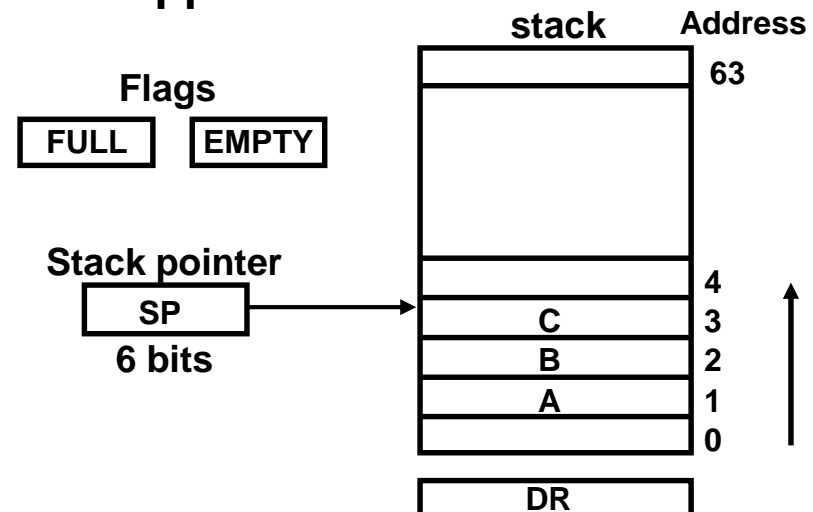 stack Address
63
Flags
FULL EMPTY
Stack pointer
SP
6 bits
4
C 3
B 2
A 1
0
DR